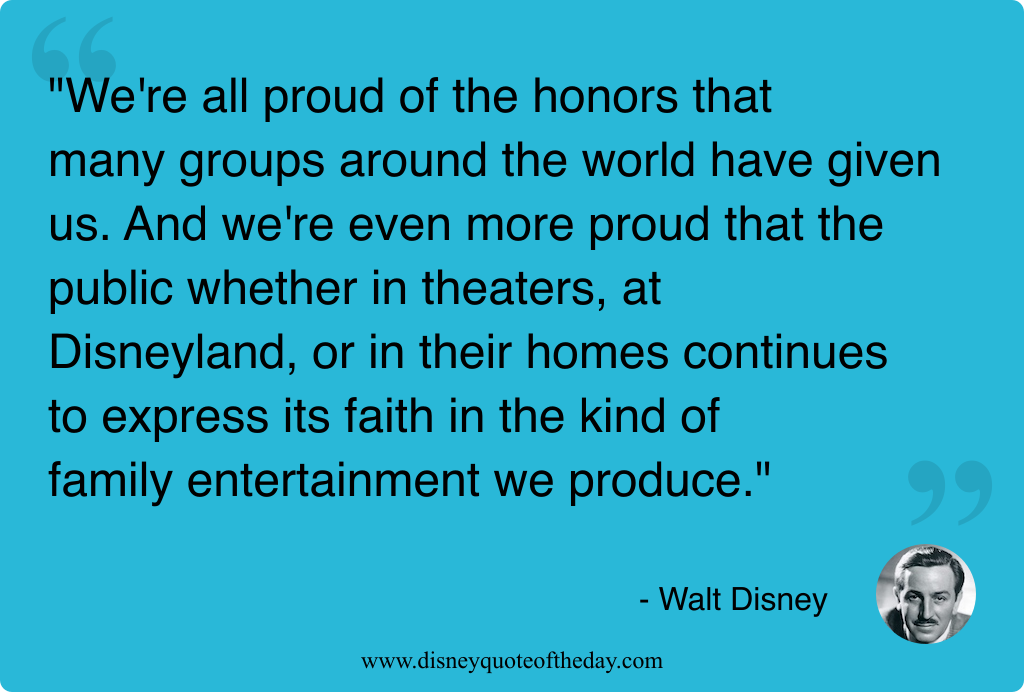 "We're all proud of the honors that
many groups around the world have given
us. And we're even more proud that the
public whether in theaters, at
Disneyland, or in their homes continues
to express its faith in the kind of
family entertainment we produce."
- Walt Disney
www.disneyquoteoftheday.com